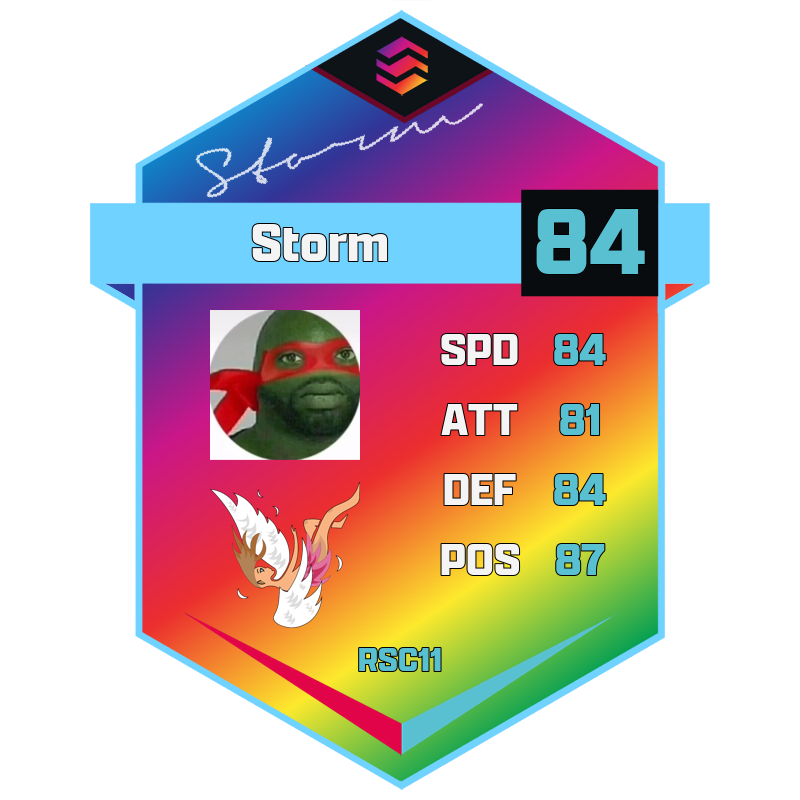 Storm
Storm 84
SPD 84
ATT 81
DEF 84
POS 87
RSC11